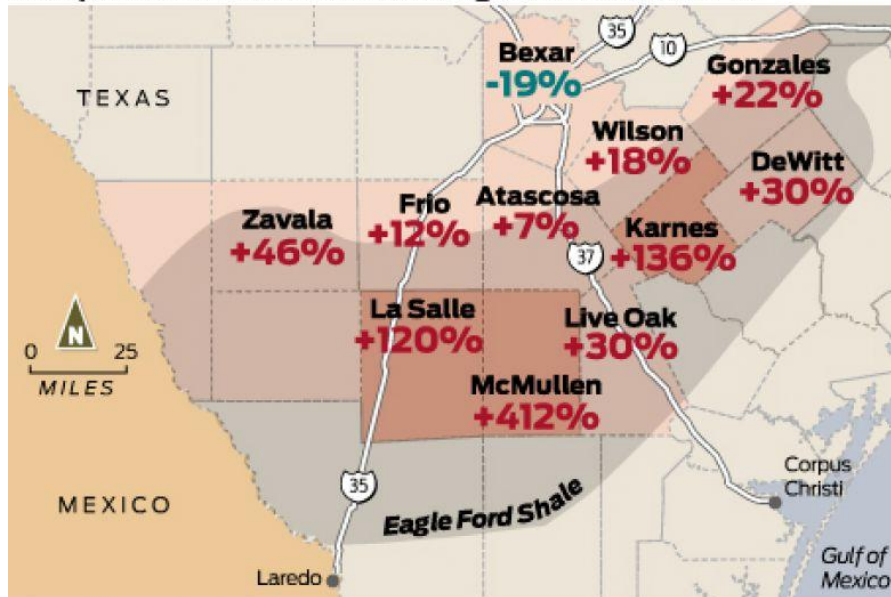 35
10
Bexar
-19%
TEXAS
Gonzales
+22%
Wilson
+18%
DeWitt
+30%
Zavala
+46%
Frio
+12%
Atascosa
+7%
Karnes
+136%
37
N
0 25
MILES
La Salle
+120%
Live Oak
+30%
McMullen
+412%
MEXICO
35
Eagle Ford Shale
Corpus
Christi
Laredo
Gulf of
Mexico